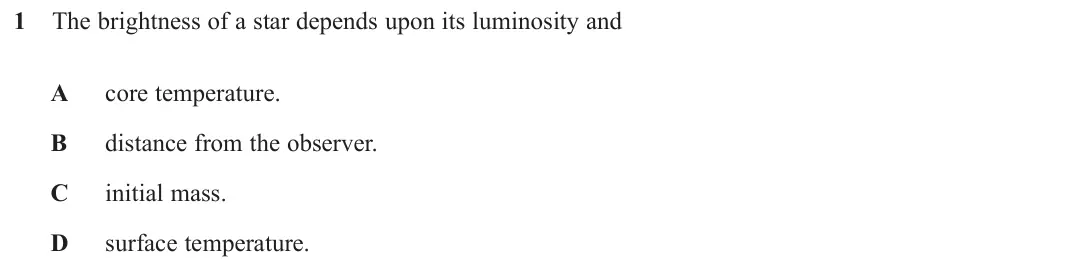 1 The brightness of a star depends upon its luminosity and
A core temperature.
B distance from the observer.
C initial mass.
D surface temperature.